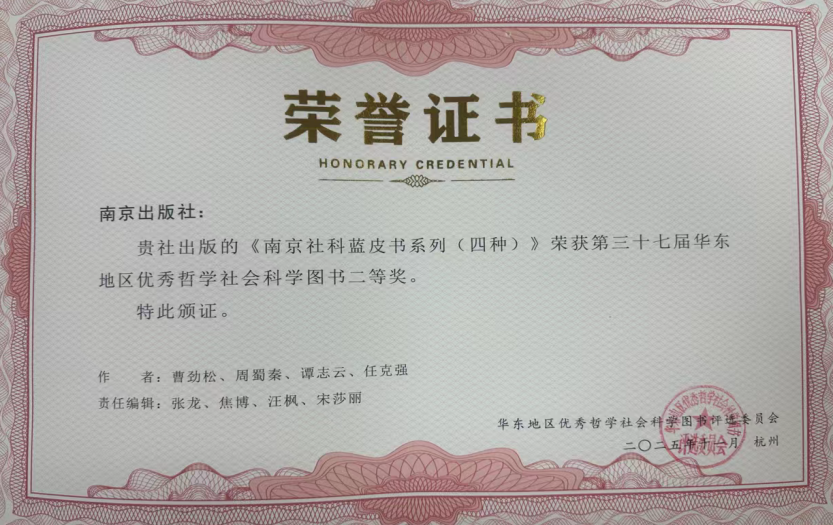 荣誉证书
HONORARY CREDENTIAL
南京出版社：
贵社出版的《南京社科蓝皮书系列（四种）》荣获第三十七届华东
地区优秀哲学社会科学图书二等奖。
特此颁证。
作　　者：曹劲松、周蜀秦、谭志云、任克强
责任编辑：张龙、焦博、汪枫、宋莎丽
华东地区优秀哲学社会科学图书评选委员会
二〇二五年十一月　杭州